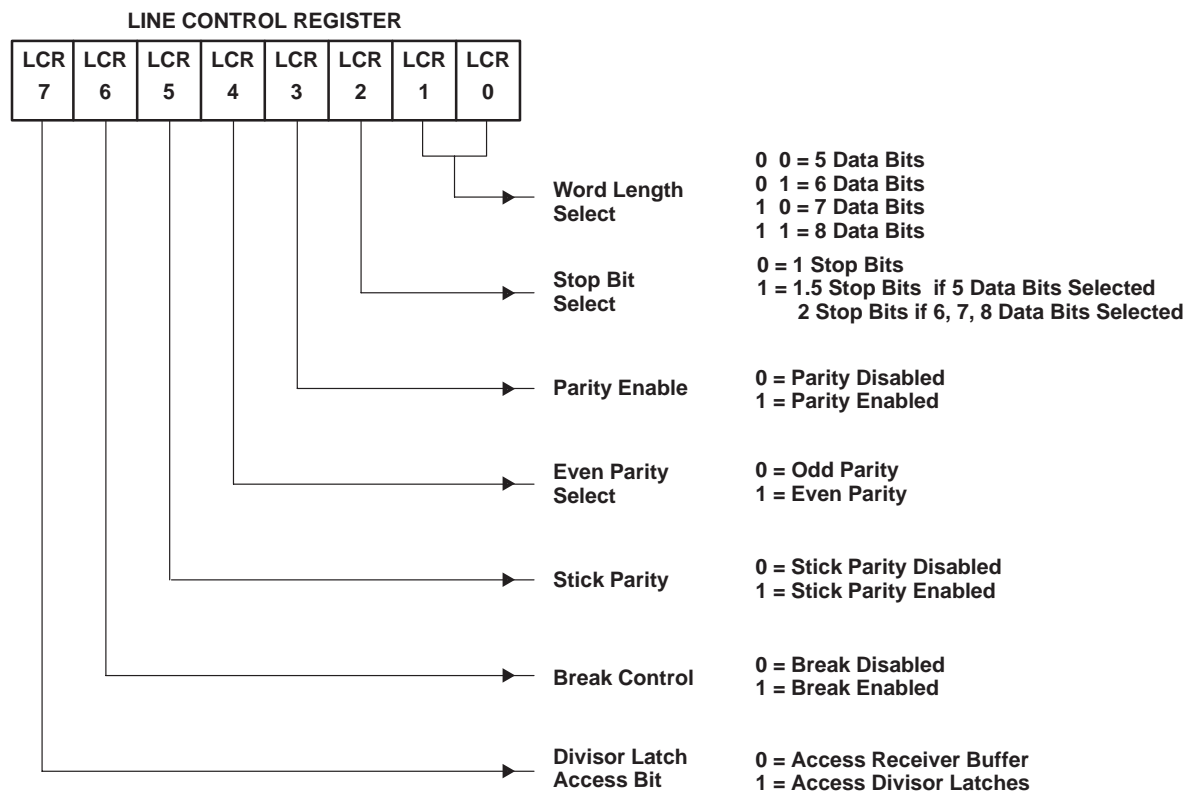 LINE CONTROL REGISTER
LCR LCR LCR LCR LCR LCR LCR LCR
7 6 5 4 3 2 1 0
Word Length
Select
0 0 = 5 Data Bits
0 1 = 6 Data Bits
1 0 = 7 Data Bits
1 1 = 8 Data Bits
Stop Bit
Select
0 = 1 Stop Bits
1 = 1.5 Stop Bits if 5 Data Bits Selected
2 Stop Bits if 6, 7, 8 Data Bits Selected
Parity Enable
0 = Parity Disabled
1 = Parity Enabled
Even Parity
Select
0 = Odd Parity
1 = Even Parity
Stick Parity
0 = Stick Parity Disabled
1 = Stick Parity Enabled
Break Control
0 = Break Disabled
1 = Break Enabled
Divisor Latch
Access Bit
0 = Access Receiver Buffer
1 = Access Divisor Latches